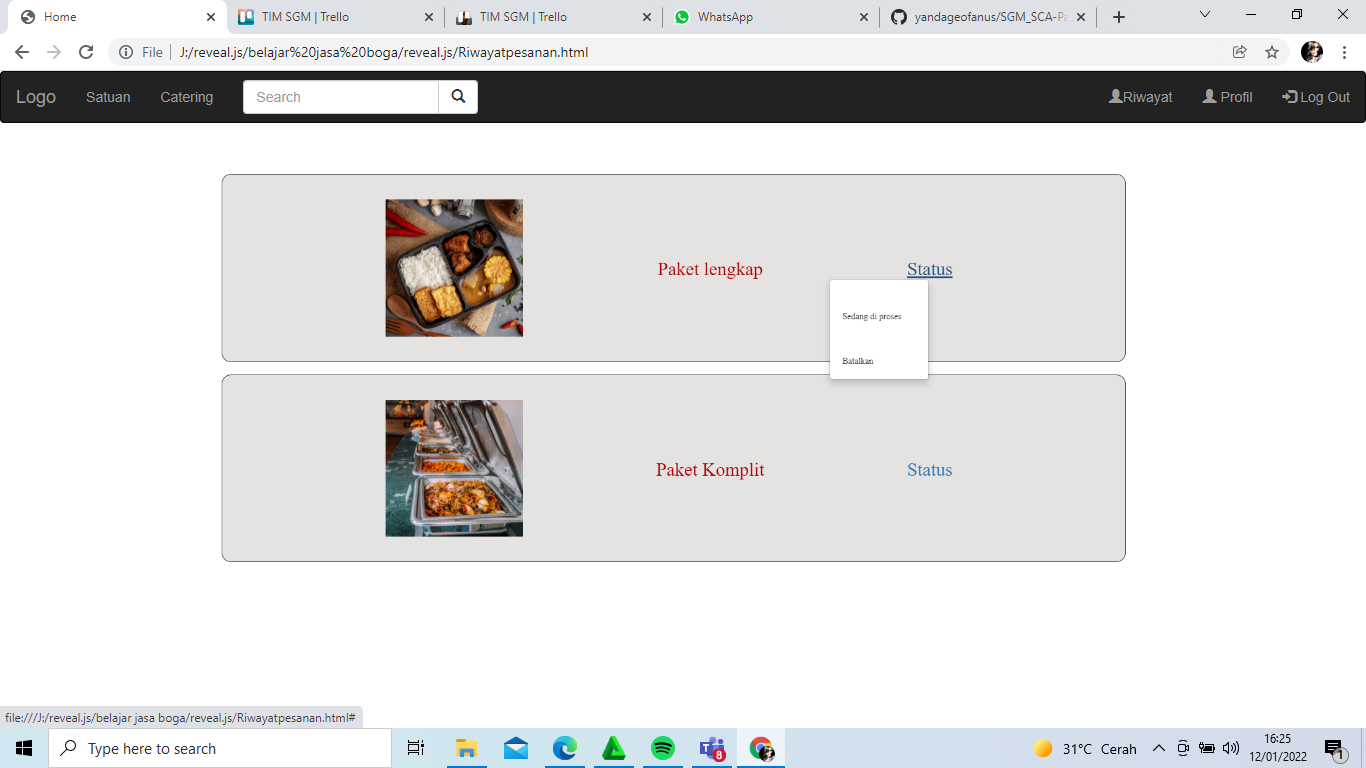 Home
TIM SGM | Trello
TIM SGM | Trello
WhatsApp
yandageofanus/SGM_SCA-Pa
File
J:/reveal.js/belajar%20jasa%20boga/reveal.js/Riwayatpesanan.html
Logo
Satuan
Catering
Search
Riwayat
Profil
Log Out
Paket lengkap
Status
Sedang di proses
Batalkan
Paket Komplit
Status
file:///J:/reveal.js/belajar jasa boga/reveal.js/Riwayatpesanan.html#
Type here to search
8
31°C Cerah
16:25
12/01/2022
1